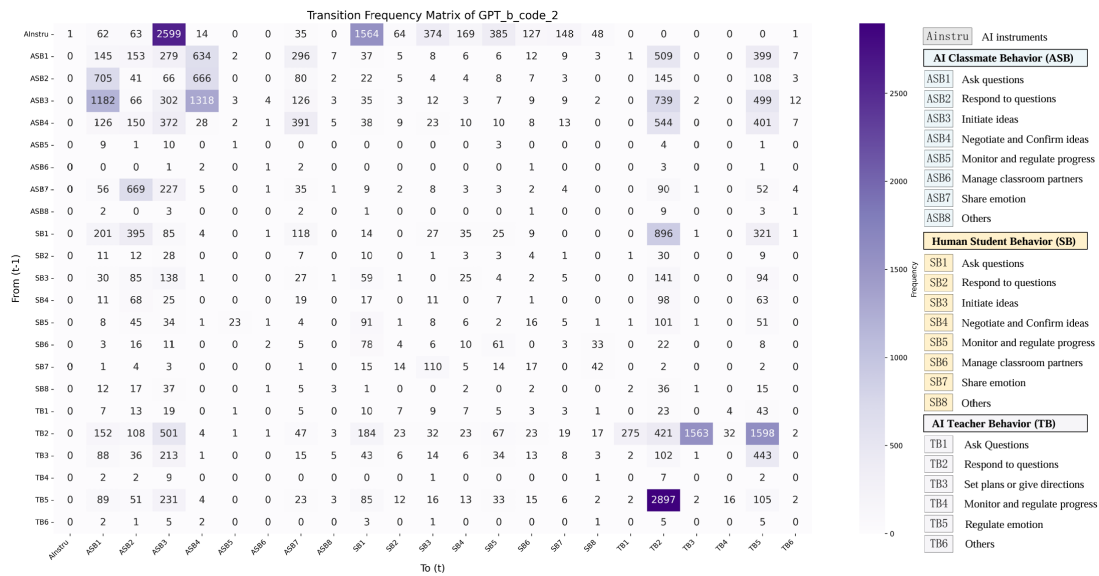 Transition Frequency Matrix of GPT_b_code_2
AInstru 1 62 63 2599 14 0 0 35 0 1564 64 374 169 385 127 148 48 0 0 0 0 0 1
ASB1 0 145 153 279 634 2 0 296 7 37 5 8 6 6 12 9 3 1 509 0 0 399 7
ASB2 0 705 41 66 666 0 0 80 2 22 5 4 4 8 7 3 0 0 145 0 0 108 3
ASB3 0 1182 66 302 1318 3 4 126 3 35 3 12 3 7 9 9 2 0 739 2 0 499 12
ASB4 0 126 150 372 28 2 1 391 5 38 9 23 10 10 8 13 0 0 544 0 0 401 7
ASB5 0 9 1 10 0 1 0 0 0 0 0 0 0 3 0 0 0 0 4 0 0 1 0
ASB6 0 0 0 1 2 0 1 2 0 0 0 0 0 0 1 0 0 0 3 0 0 1 0
ASB7 0 56 669 227 5 0 1 35 1 9 2 8 3 3 2 4 0 0 90 1 0 52 4
ASB8 0 2 0 3 0 0 0 2 0 1 0 0 0 0 1 0 0 0 9 0 0 3 1
SB1 0 201 395 85 4 0 1 118 0 14 0 27 35 25 9 0 0 0 896 1 0 321 1
SB2 0 11 12 28 0 0 0 7 0 10 0 1 3 3 4 1 0 1 30 0 0 9 0
SB3 0 30 85 138 1 0 0 27 1 59 1 0 25 4 2 5 0 0 141 1 0 94 0
SB4 0 11 68 25 0 0 0 19 0 17 0 11 0 7 1 0 0 0 98 0 0 63 0
SB5 0 8 45 34 1 23 1 4 0 91 1 8 6 2 16 5 1 1 101 1 0 51 0
SB6 0 3 16 11 0 0 2 5 0 78 4 6 10 61 0 3 33 0 22 0 0 8 0
SB7 0 1 4 3 0 0 0 1 0 15 14 110 5 14 17 0 42 0 2 0 0 2 0
SB8 0 12 17 37 0 0 1 5 3 1 0 0 2 0 2 0 0 2 36 1 0 15 0
TB1 0 7 13 19 0 1 0 5 0 10 7 9 7 5 3 3 1 0 23 0 4 43 0
TB2 0 152 108 501 4 1 1 47 3 184 23 32 23 67 23 19 17 275 421 1563 32 1598 2
TB3 0 88 36 213 1 0 0 15 5 43 6 14 6 34 13 8 3 2 102 1 0 443 0
TB4 0 2 2 9 0 0 0 0 0 2 0 0 0 0 0 0 1 0 7 0 0 2 0
TB5 0 89 51 231 4 0 0 23 3 85 12 16 13 33 15 6 2 2 2897 2 16 105 2
TB6 0 2 1 5 2 0 0 0 0 3 0 1 0 0 0 0 1 0 5 0 0 5 0
AInstru ASB1 ASB2 ASB3 ASB4 ASB5 ASB6 ASB7 ASB8 SB1 SB2 SB3 SB4 SB5 SB6 SB7 SB8 TB1 TB2 TB3 TB4 TB5 TB6
From (t-1)
To (t)
2500
2000
1500
1000
500
0
Frequency
Ainstru AI instruments
AI Classmate Behavior (ASB)
ASB1 Ask questions
ASB2 Respond to questions
ASB3 Initiate ideas
ASB4 Negotiate and Confirm ideas
ASB5 Monitor and regulate progress
ASB6 Manage classroom partners
ASB7 Share emotion
ASB8 Others
Human Student Behavior (SB)
SB1 Ask questions
SB2 Respond to questions
SB3 Initiate ideas
SB4 Negotiate and Confirm ideas
SB5 Monitor and regulate progress
SB6 Manage classroom partners
SB7 Share emotion
SB8 Others
AI Teacher Behavior (TB)
TB1 Ask Questions
TB2 Respond to questions
TB3 Set plans or give directions
TB4 Monitor and regulate progress
TB5 Regulate emotion
TB6 Others